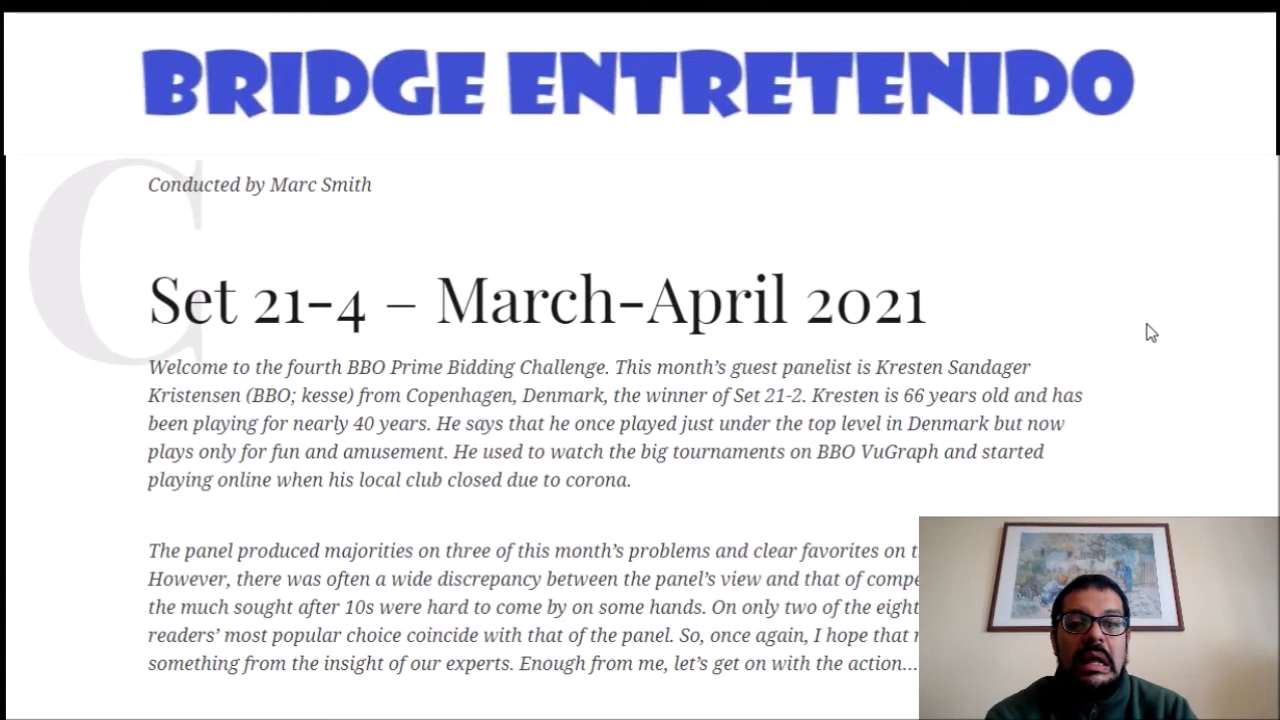 BRIDGE ENTRETENIDO
Conducted by Marc Smith
Set 21-4 – March-April 2021
Welcome to the fourth BBO Prime Bidding Challenge. This month's guest panelist is Kresten Sandager
Kristensen (BBO; kesse) from Copenhagen, Denmark, the winner of Set 21-2. Kresten is 66 years old and has
been playing for nearly 40 years. He says that he once played just under the top level in Denmark but now
plays only for fun and amusement. He used to watch the big tournaments on BBO VuGraph and started
playing online when his local club closed due to corona.
The panel produced majorities on three of this month's problems and clear favorites on
However, there was often a wide discrepancy between the panel's view and that of
the much sought after 10s were hard to come by on some hands. On only two of the eight
readers' most popular choice coincide with that of the panel. So, once again, I hope that
something from the insight of our experts. Enough from me, let's get on with the action...
C